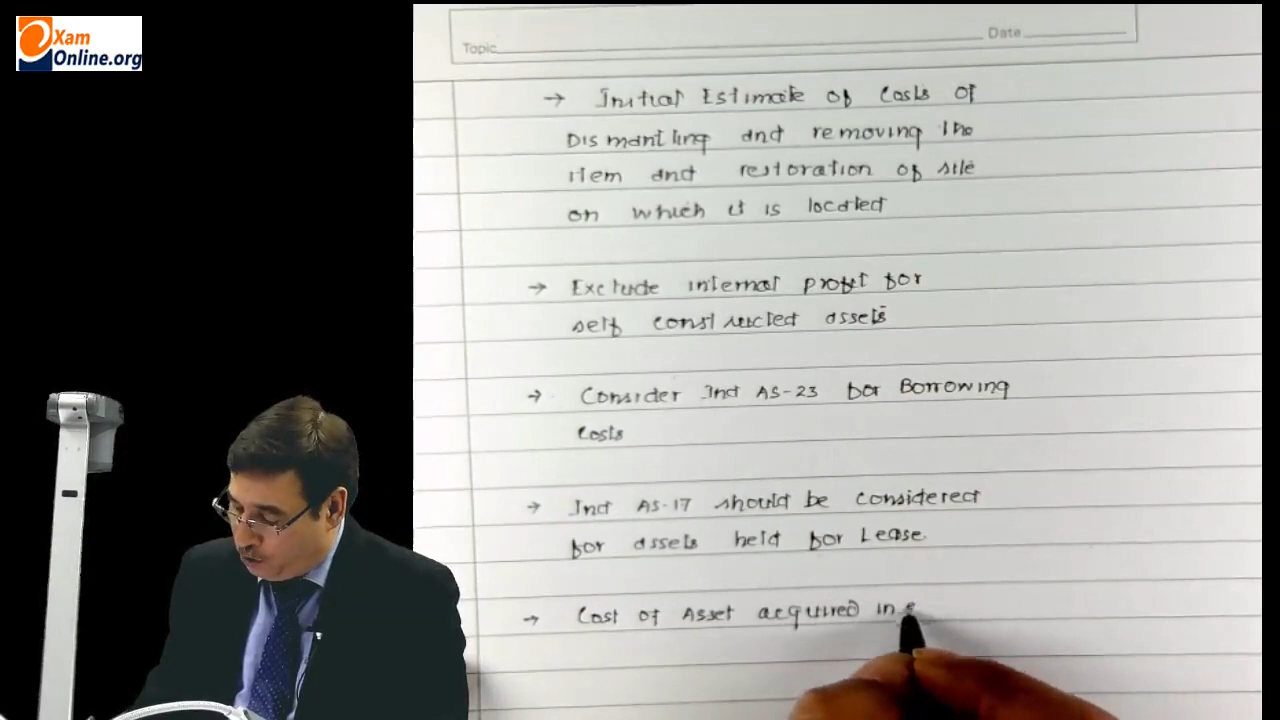 Xam
Online.org
Topic
Date
→ Initial Estimate of Costs of
Dismantling and removing the
item and restoration of site
on which it is located
→ Exclude internal profit for
self constructed assets
→ Consider Ind AS-23 for Borrowing
Costs
→ Ind AS-17 should be considered
for assets held for Lease.
→ Cost of Asset acquired in